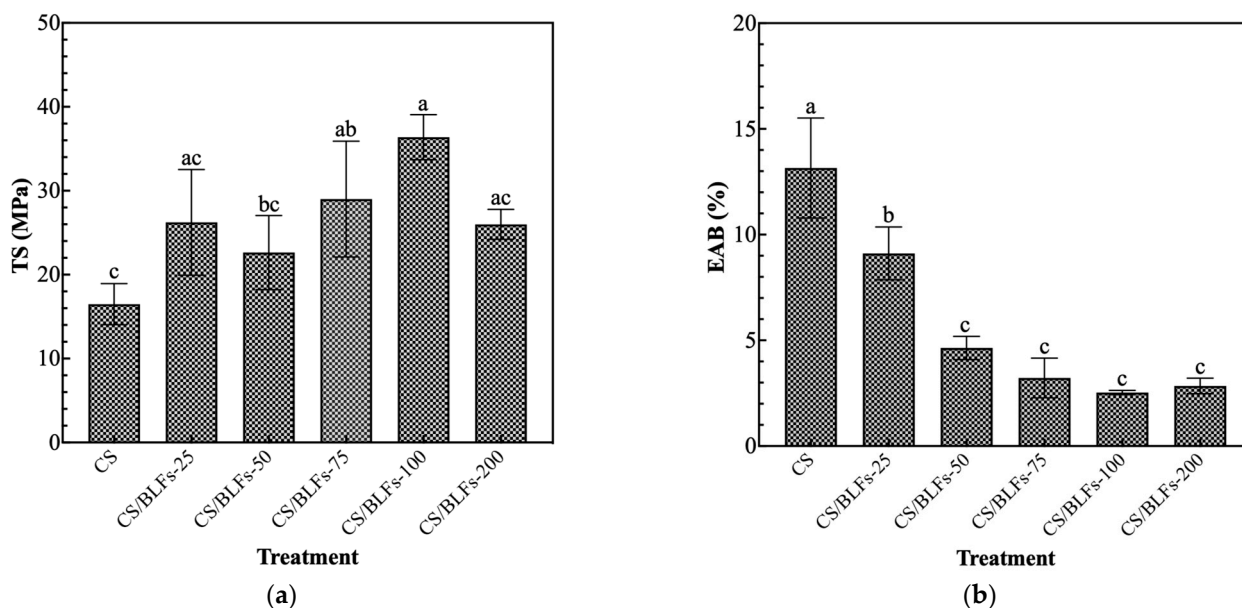 50
40
30
20
10
0
TS (MPa)
c
ac
bc
ab
a
ac
CS
CS/BLFs-25
CS/BLFs-50
CS/BLFs-75
CS/BLFs-100
CS/BLFs-200
Treatment
(a)
20
15
10
5
0
EAB (%)
a
b
c
c
c
c
CS
CS/BLFs-25
CS/BLFs-50
CS/BLFs-75
CS/BLFs-100
CS/BLFs-200
Treatment
(b)